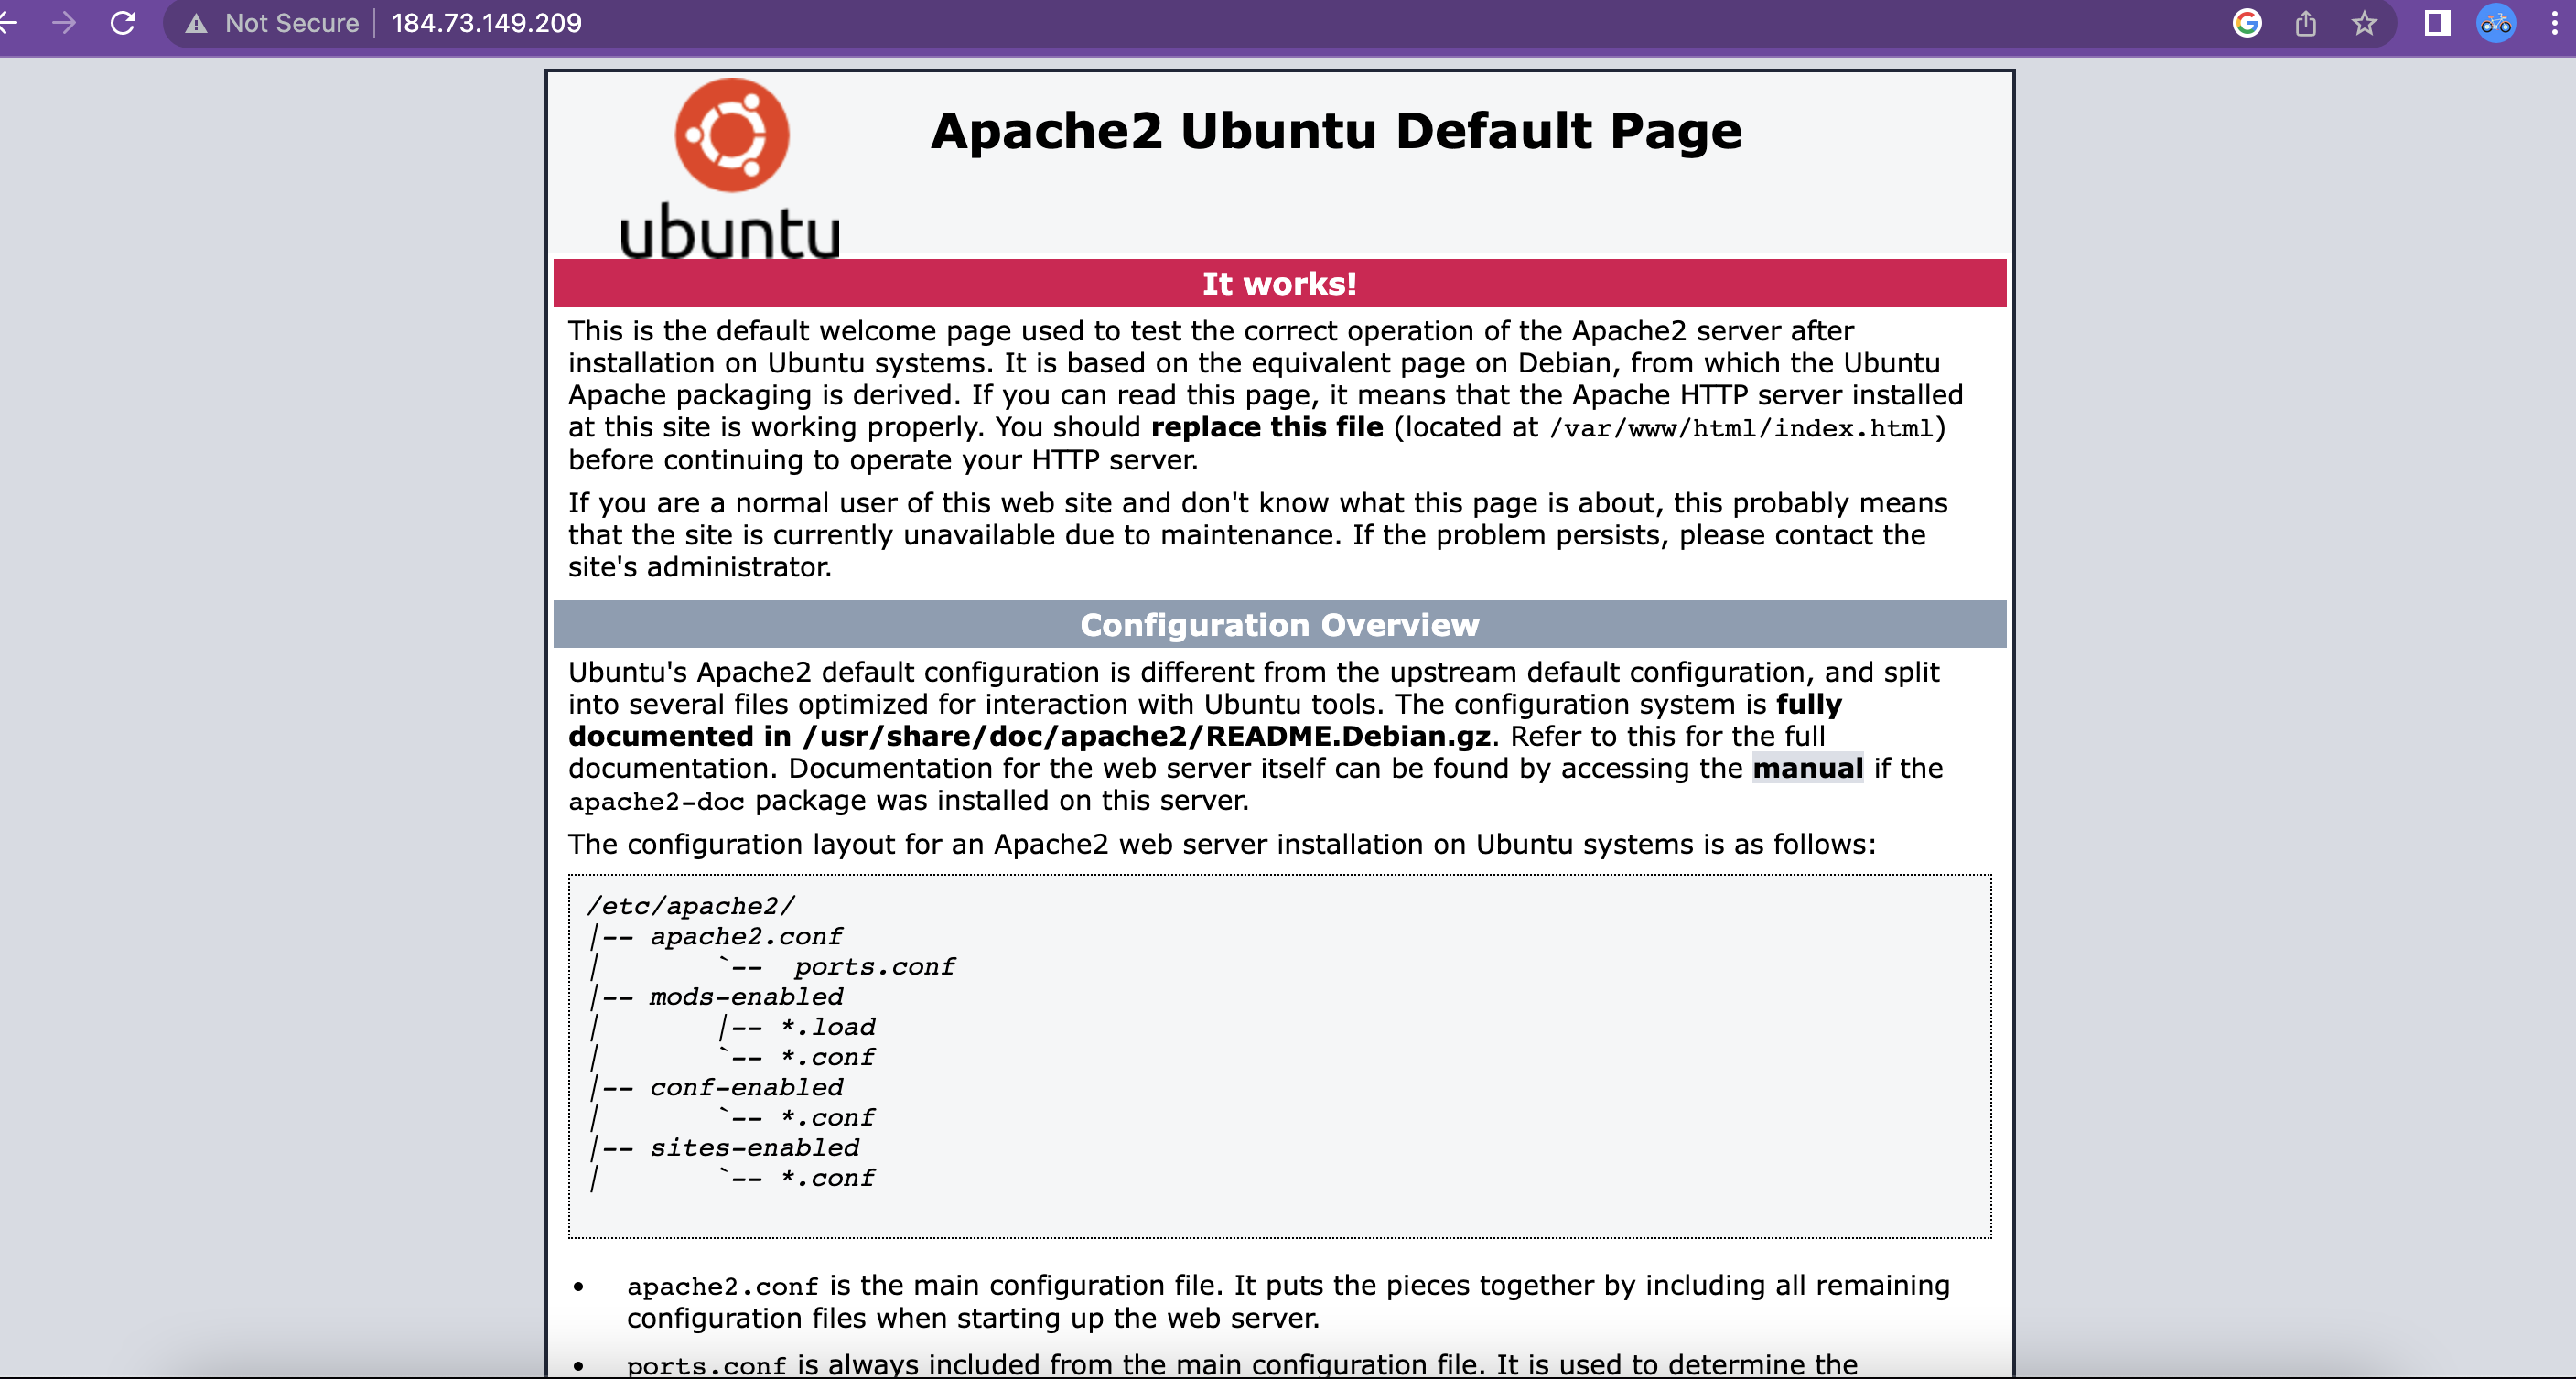 Not Secure 184.73.149.209
ubuntu
Apache2 Ubuntu Default Page
It works!
This is the default welcome page used to test the correct operation of the Apache2 server after
installation on Ubuntu systems. It is based on the equivalent page on Debian, from which the Ubuntu
Apache packaging is derived. If you can read this page, it means that the Apache HTTP server installed
at this site is working properly. You should replace this file (located at /var/www/html/index.html)
before continuing to operate your HTTP server.
If you are a normal user of this web site and don't know what this page is about, this probably means
that the site is currently unavailable due to maintenance. If the problem persists, please contact the
site's administrator.
Configuration Overview
Ubuntu's Apache2 default configuration is different from the upstream default configuration, and split
into several files optimized for interaction with Ubuntu tools. The configuration system is fully
documented in /usr/share/doc/apache2/README.Debian.gz. Refer to this for the full
documentation. Documentation for the web server itself can be found by accessing the manual if the
apache2-doc package was installed on this server.
The configuration layout for an Apache2 web server installation on Ubuntu systems is as follows:
/etc/apache2/
|-- apache2.conf
|       `--  ports.conf
|-- mods-enabled
|       |-- *.load
|       `-- *.conf
|-- conf-enabled
|       `-- *.conf
|-- sites-enabled
|       `-- *.conf
• apache2.conf is the main configuration file. It puts the pieces together by including all remaining
configuration files when starting up the web server.
• ports.conf is always included from the main configuration file. It is used to determine the